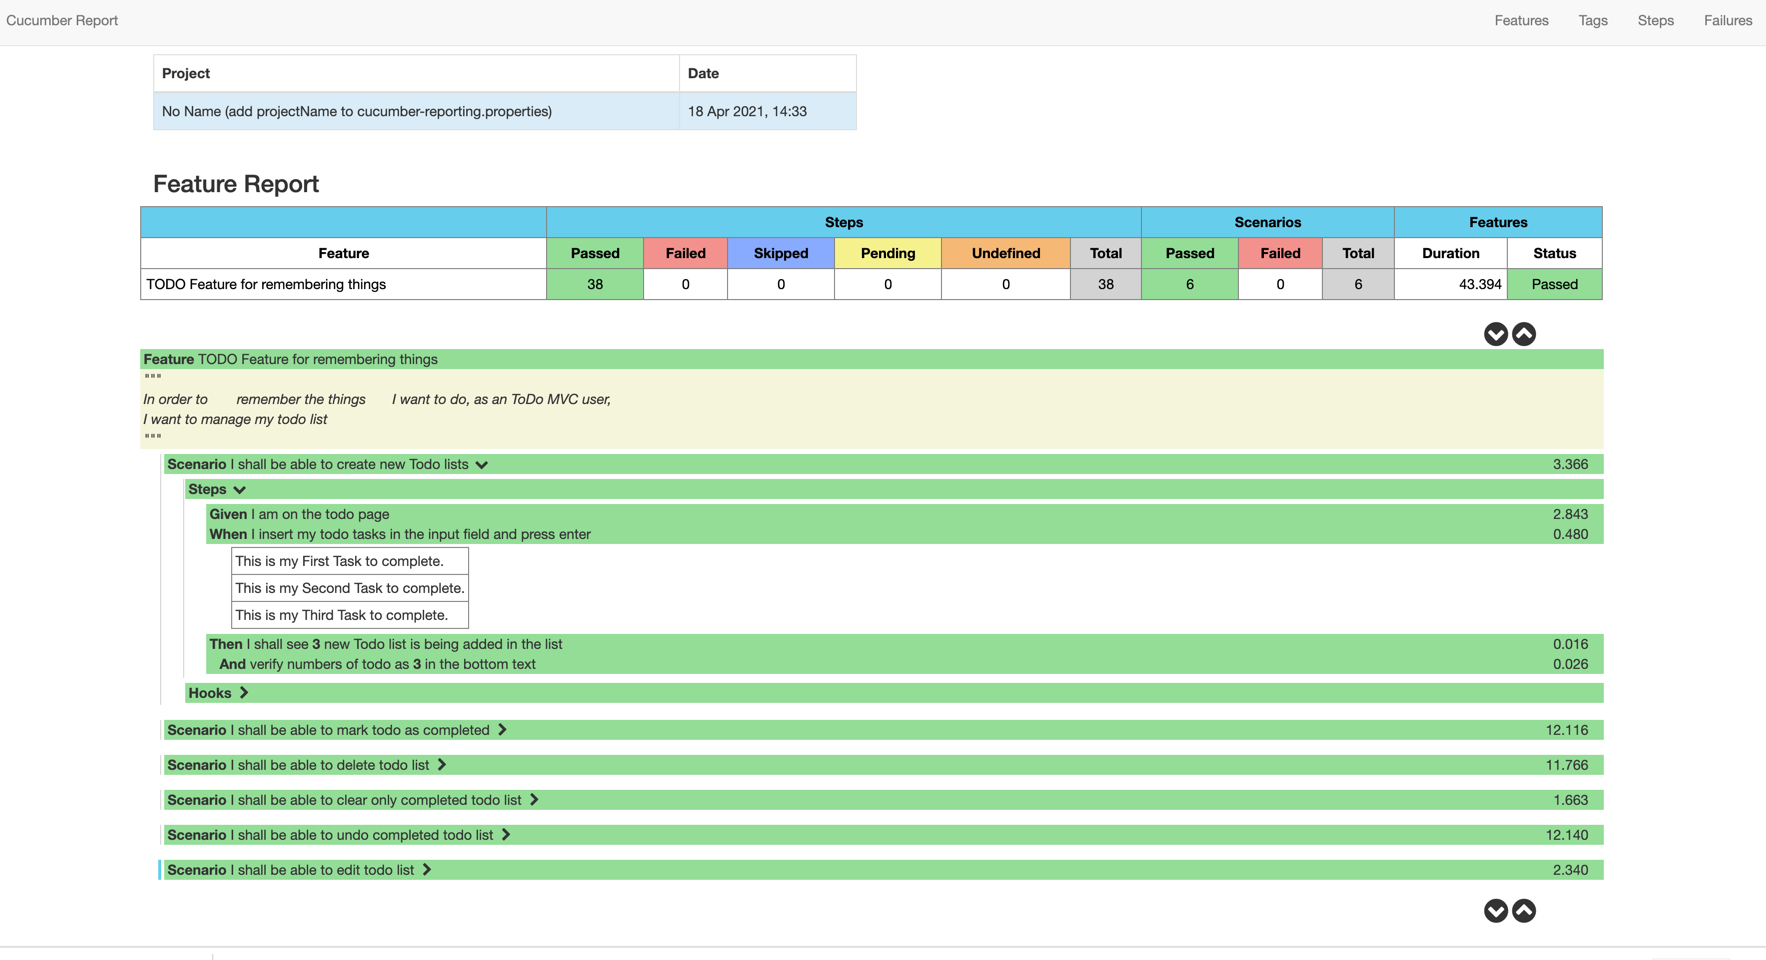 Cucumber Report Features Tags Steps Failures
Project Date
No Name (add projectName to cucumber-reporting.properties) 18 Apr 2021, 14:33
Feature Report
Steps Scenarios Features
Feature Passed Failed Skipped Pending Undefined Total Passed Failed Total Duration Status
TODO Feature for remembering things 38 0 0 0 0 38 6 0 6 43.394 Passed
Feature TODO Feature for remembering things
"""
In order to remember the things I want to do, as an ToDo MVC user,
I want to manage my todo list
"""
Scenario I shall be able to create new Todo lists 3.366
Steps
Given I am on the todo page 2.843
When I insert my todo tasks in the input field and press enter 0.480
This is my First Task to complete.
This is my Second Task to complete.
This is my Third Task to complete.
Then I shall see 3 new Todo list is being added in the list 0.016
And verify numbers of todo as 3 in the bottom text 0.026
Hooks
Scenario I shall be able to mark todo as completed 12.116
Scenario I shall be able to delete todo list 11.766
Scenario I shall be able to clear only completed todo list 1.663
Scenario I shall be able to undo completed todo list 12.140
Scenario I shall be able to edit todo list 2.340